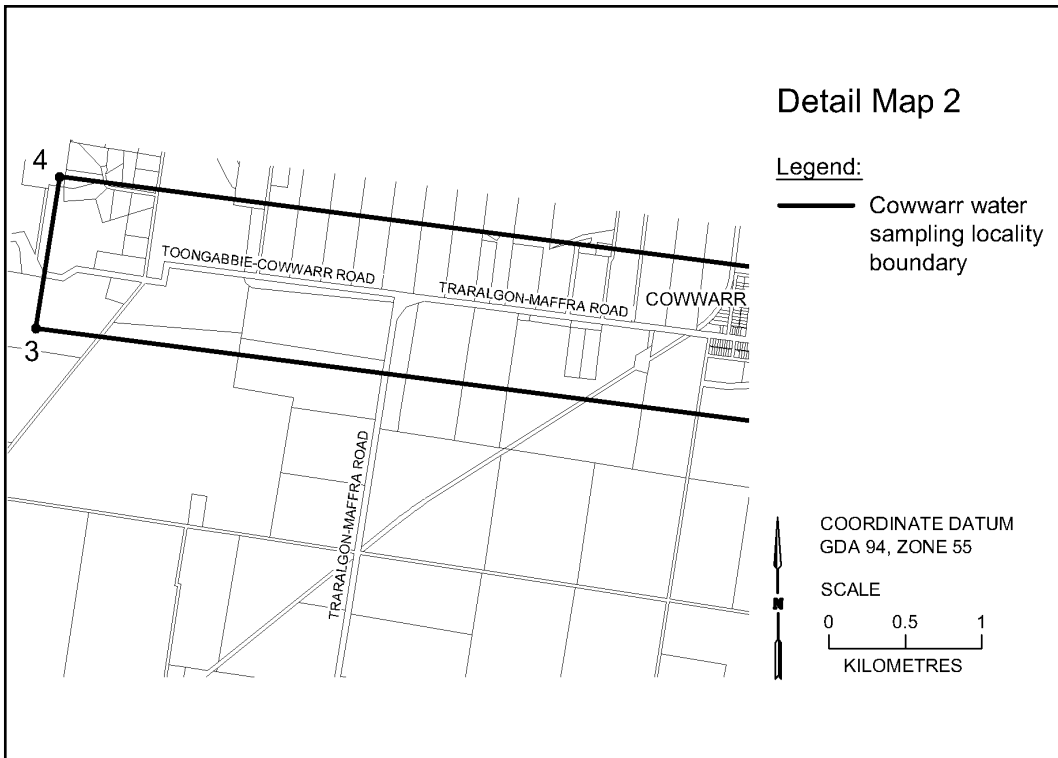 Detail Map 2
Legend:
Cowwarr water
sampling locality
boundary
4
3
TOONGABBIE-COWWARR ROAD
TRARALGON-MAFFRA ROAD
COWWARR
TRARALGON-MAFFRA ROAD
COORDINATE DATUM
GDA 94, ZONE 55
N
SCALE
0 0.5 1
KILOMETRES